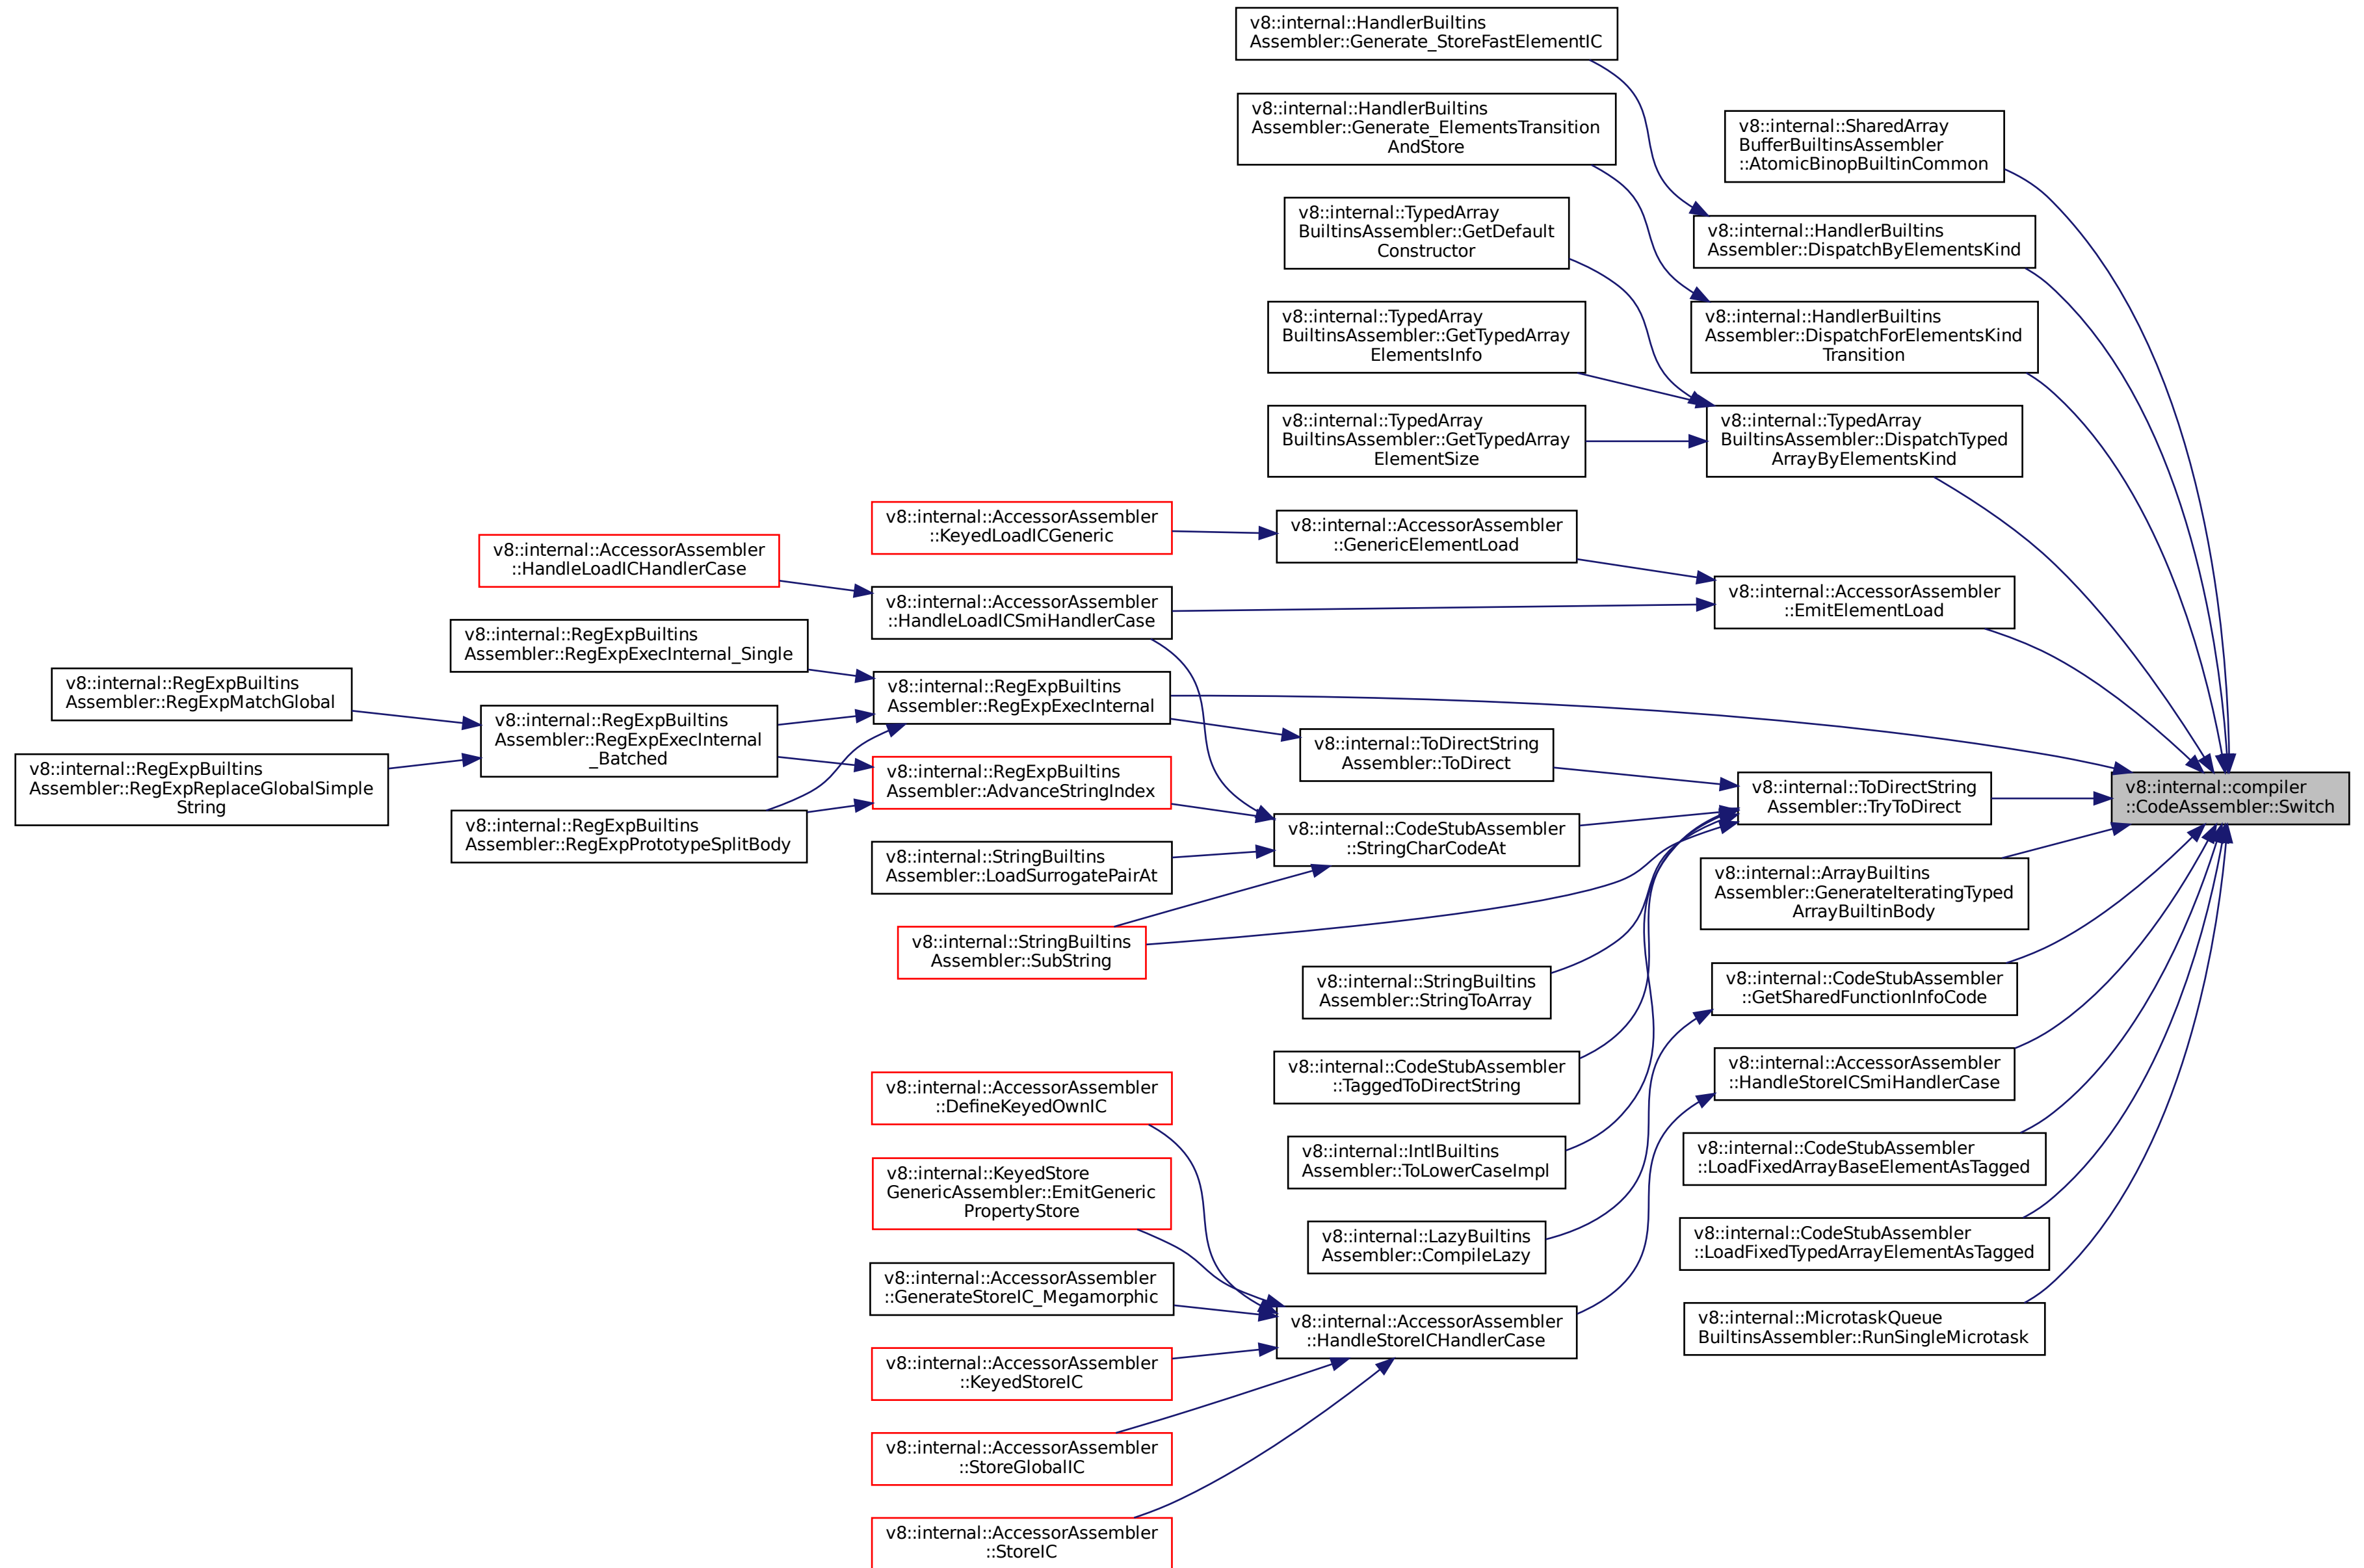 v8::internal::HandlerBuiltins
Assembler::Generate_StoreFastElementIC
v8::internal::HandlerBuiltins
Assembler::Generate_ElementsTransition
AndStore
v8::internal::SharedArray
BufferBuiltinsAssembler
::AtomicBinopBuiltinCommon
v8::internal::TypedArray
BuiltinsAssembler::GetDefault
Constructor
v8::internal::HandlerBuiltins
Assembler::DispatchByElementsKind
v8::internal::TypedArray
BuiltinsAssembler::GetTypedArray
ElementsInfo
v8::internal::HandlerBuiltins
Assembler::DispatchForElementsKind
Transition
v8::internal::TypedArray
BuiltinsAssembler::GetTypedArray
ElementSize
v8::internal::TypedArray
BuiltinsAssembler::DispatchTyped
ArrayByElementsKind
v8::internal::AccessorAssembler
::KeyedLoadICGeneric
v8::internal::AccessorAssembler
::GenericElementLoad
v8::internal::AccessorAssembler
::HandleLoadICHandlerCase
v8::internal::AccessorAssembler
::HandleLoadICSmiHandlerCase
v8::internal::AccessorAssembler
::EmitElementLoad
v8::internal::RegExpBuiltins
Assembler::RegExpExecInternal_Single
v8::internal::RegExpBuiltins
Assembler::RegExpMatchGlobal
v8::internal::RegExpBuiltins
Assembler::RegExpExecInternal
v8::internal::RegExpBuiltins
Assembler::RegExpExecInternal
_Batched
v8::internal::ToDirectString
Assembler::ToDirect
v8::internal::RegExpBuiltins
Assembler::RegExpReplaceGlobalSimple
String
v8::internal::RegExpBuiltins
Assembler::AdvanceStringIndex
v8::internal::ToDirectString
Assembler::TryToDirect
v8::internal::compiler
::CodeAssembler::Switch
v8::internal::RegExpBuiltins
Assembler::RegExpPrototypeSplitBody
v8::internal::CodeStubAssembler
::StringCharCodeAt
v8::internal::StringBuiltins
Assembler::LoadSurrogatePairAt
v8::internal::ArrayBuiltins
Assembler::GenerateIteratingTyped
ArrayBuiltinBody
v8::internal::StringBuiltins
Assembler::SubString
v8::internal::StringBuiltins
Assembler::StringToArray
v8::internal::CodeStubAssembler
::GetSharedFunctionInfoCode
v8::internal::CodeStubAssembler
::TaggedToDirectString
v8::internal::AccessorAssembler
::HandleStoreICSmiHandlerCase
v8::internal::AccessorAssembler
::DefineKeyedOwnIC
v8::internal::IntlBuiltins
Assembler::ToLowerCaseImpl
v8::internal::CodeStubAssembler
::LoadFixedArrayBaseElementAsTagged
v8::internal::KeyedStore
GenericAssembler::EmitGeneric
PropertyStore
v8::internal::LazyBuiltins
Assembler::CompileLazy
v8::internal::CodeStubAssembler
::LoadFixedTypedArrayElementAsTagged
v8::internal::AccessorAssembler
::GenerateStoreIC_Megamorphic
v8::internal::AccessorAssembler
::HandleStoreICHandlerCase
v8::internal::MicrotaskQueue
BuiltinsAssembler::RunSingleMicrotask
v8::internal::AccessorAssembler
::KeyedStoreIC
v8::internal::AccessorAssembler
::StoreGlobalIC
v8::internal::AccessorAssembler
::StoreIC